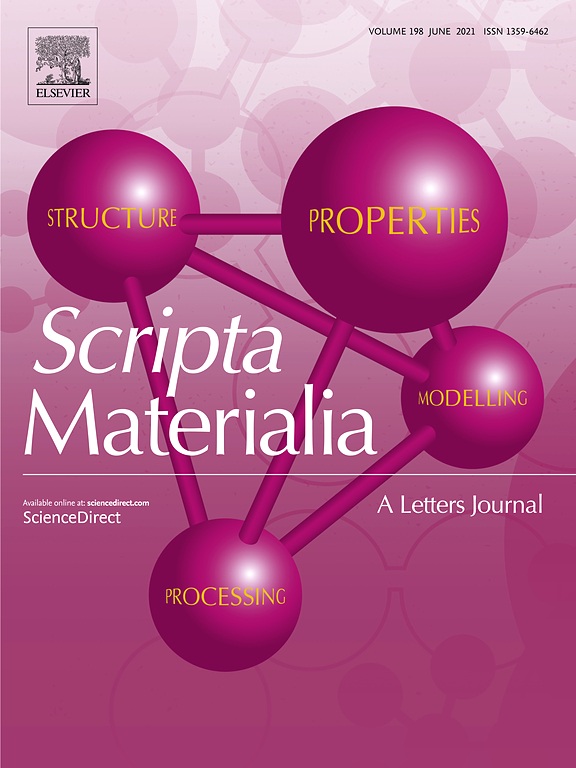 VOLUME 198 JUNE 2021 ISSN 1359-6462
ELSEVIER
STRUCTURE
PROPERTIES
Scripta
Materialia
MODELLING
Available online at: sciencedirect.com
ScienceDirect
A Letters Journal
PROCESSING